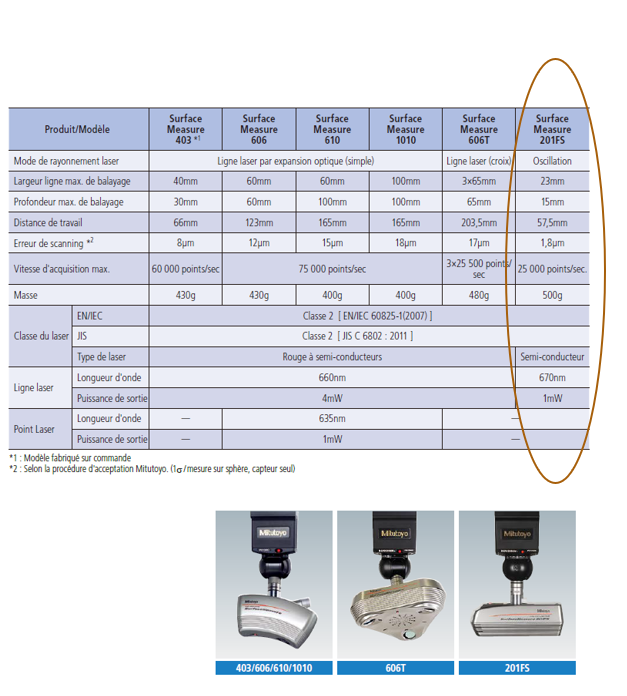 Produit/Modèle Surface Measure 403 *1 Surface Measure 606 Surface Measure 610 Surface Measure 1010 Surface Measure 606T Surface Measure 201FS
Mode de rayonnement laser Ligne laser par expansion optique (simple) Ligne laser (croix) Oscillation
Largeur ligne max. de balayage 40mm 60mm 60mm 100mm 3×65mm 23mm
Profondeur max. de balayage 30mm 60mm 100mm 100mm 65mm 15mm
Distance de travail 66mm 123mm 165mm 165mm 203,5mm 57,5mm
Erreur de scanning *2 8µm 12µm 15µm 18µm 17µm 1,8µm
Vitesse d'acquisition max. 60 000 points/sec 75 000 points/sec 3×25 500 points/sec 25 000 points/sec.
Masse 430g 430g 400g 400g 480g 500g
Classe du laser EN/IEC Classe 2 [ EN/IEC 60825-1(2007) ]
JIS Classe 2 [ JIS C 6802 : 2011 ]
Type de laser Rouge à semi-conducteurs Semi-conducteur
Ligne laser Longueur d'onde 660nm 670nm
Puissance de sortie 4mW 1mW
Point Laser Longueur d'onde — 635nm —
Puissance de sortie — 1mW —
*1 : Modèle fabriqué sur commande
*2 : Selon la procédure d'acceptation Mitutoyo. (1σ/mesure sur sphère, capteur seul)
Mitutoyo Mitutoyo Mitutoyo
403/606/610/1010 606T 201FS